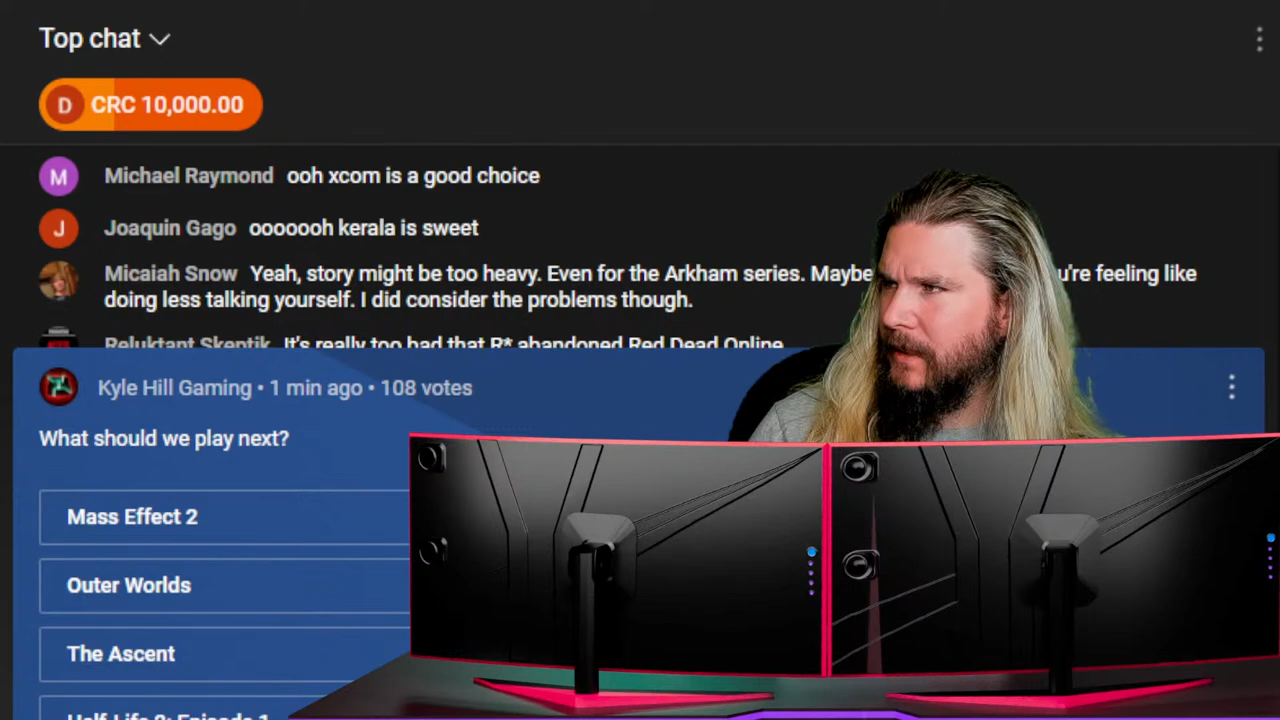 Top chat
D CRC 10,000.00
M Michael Raymond ooh xcom is a good choice
J Joaquin Gago ooooooh kerala is sweet
Micaiah Snow Yeah, story might be too heavy. Even for the Arkham series. Maybe 're feeling like
doing less talking yourself. I did consider the problems though.
Reluktant Skeptik It's really too bad that R* abandoned Red Dead Online
Kyle Hill Gaming • 1 min ago • 108 votes
What should we play next?
Mass Effect 2
Outer Worlds
The Ascent
Half-Life 2: Episode 1